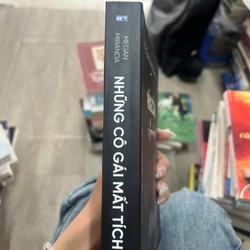 MEGAN
MIRANDA
NHỮNG CÔ GÁI MẤT TÍCH